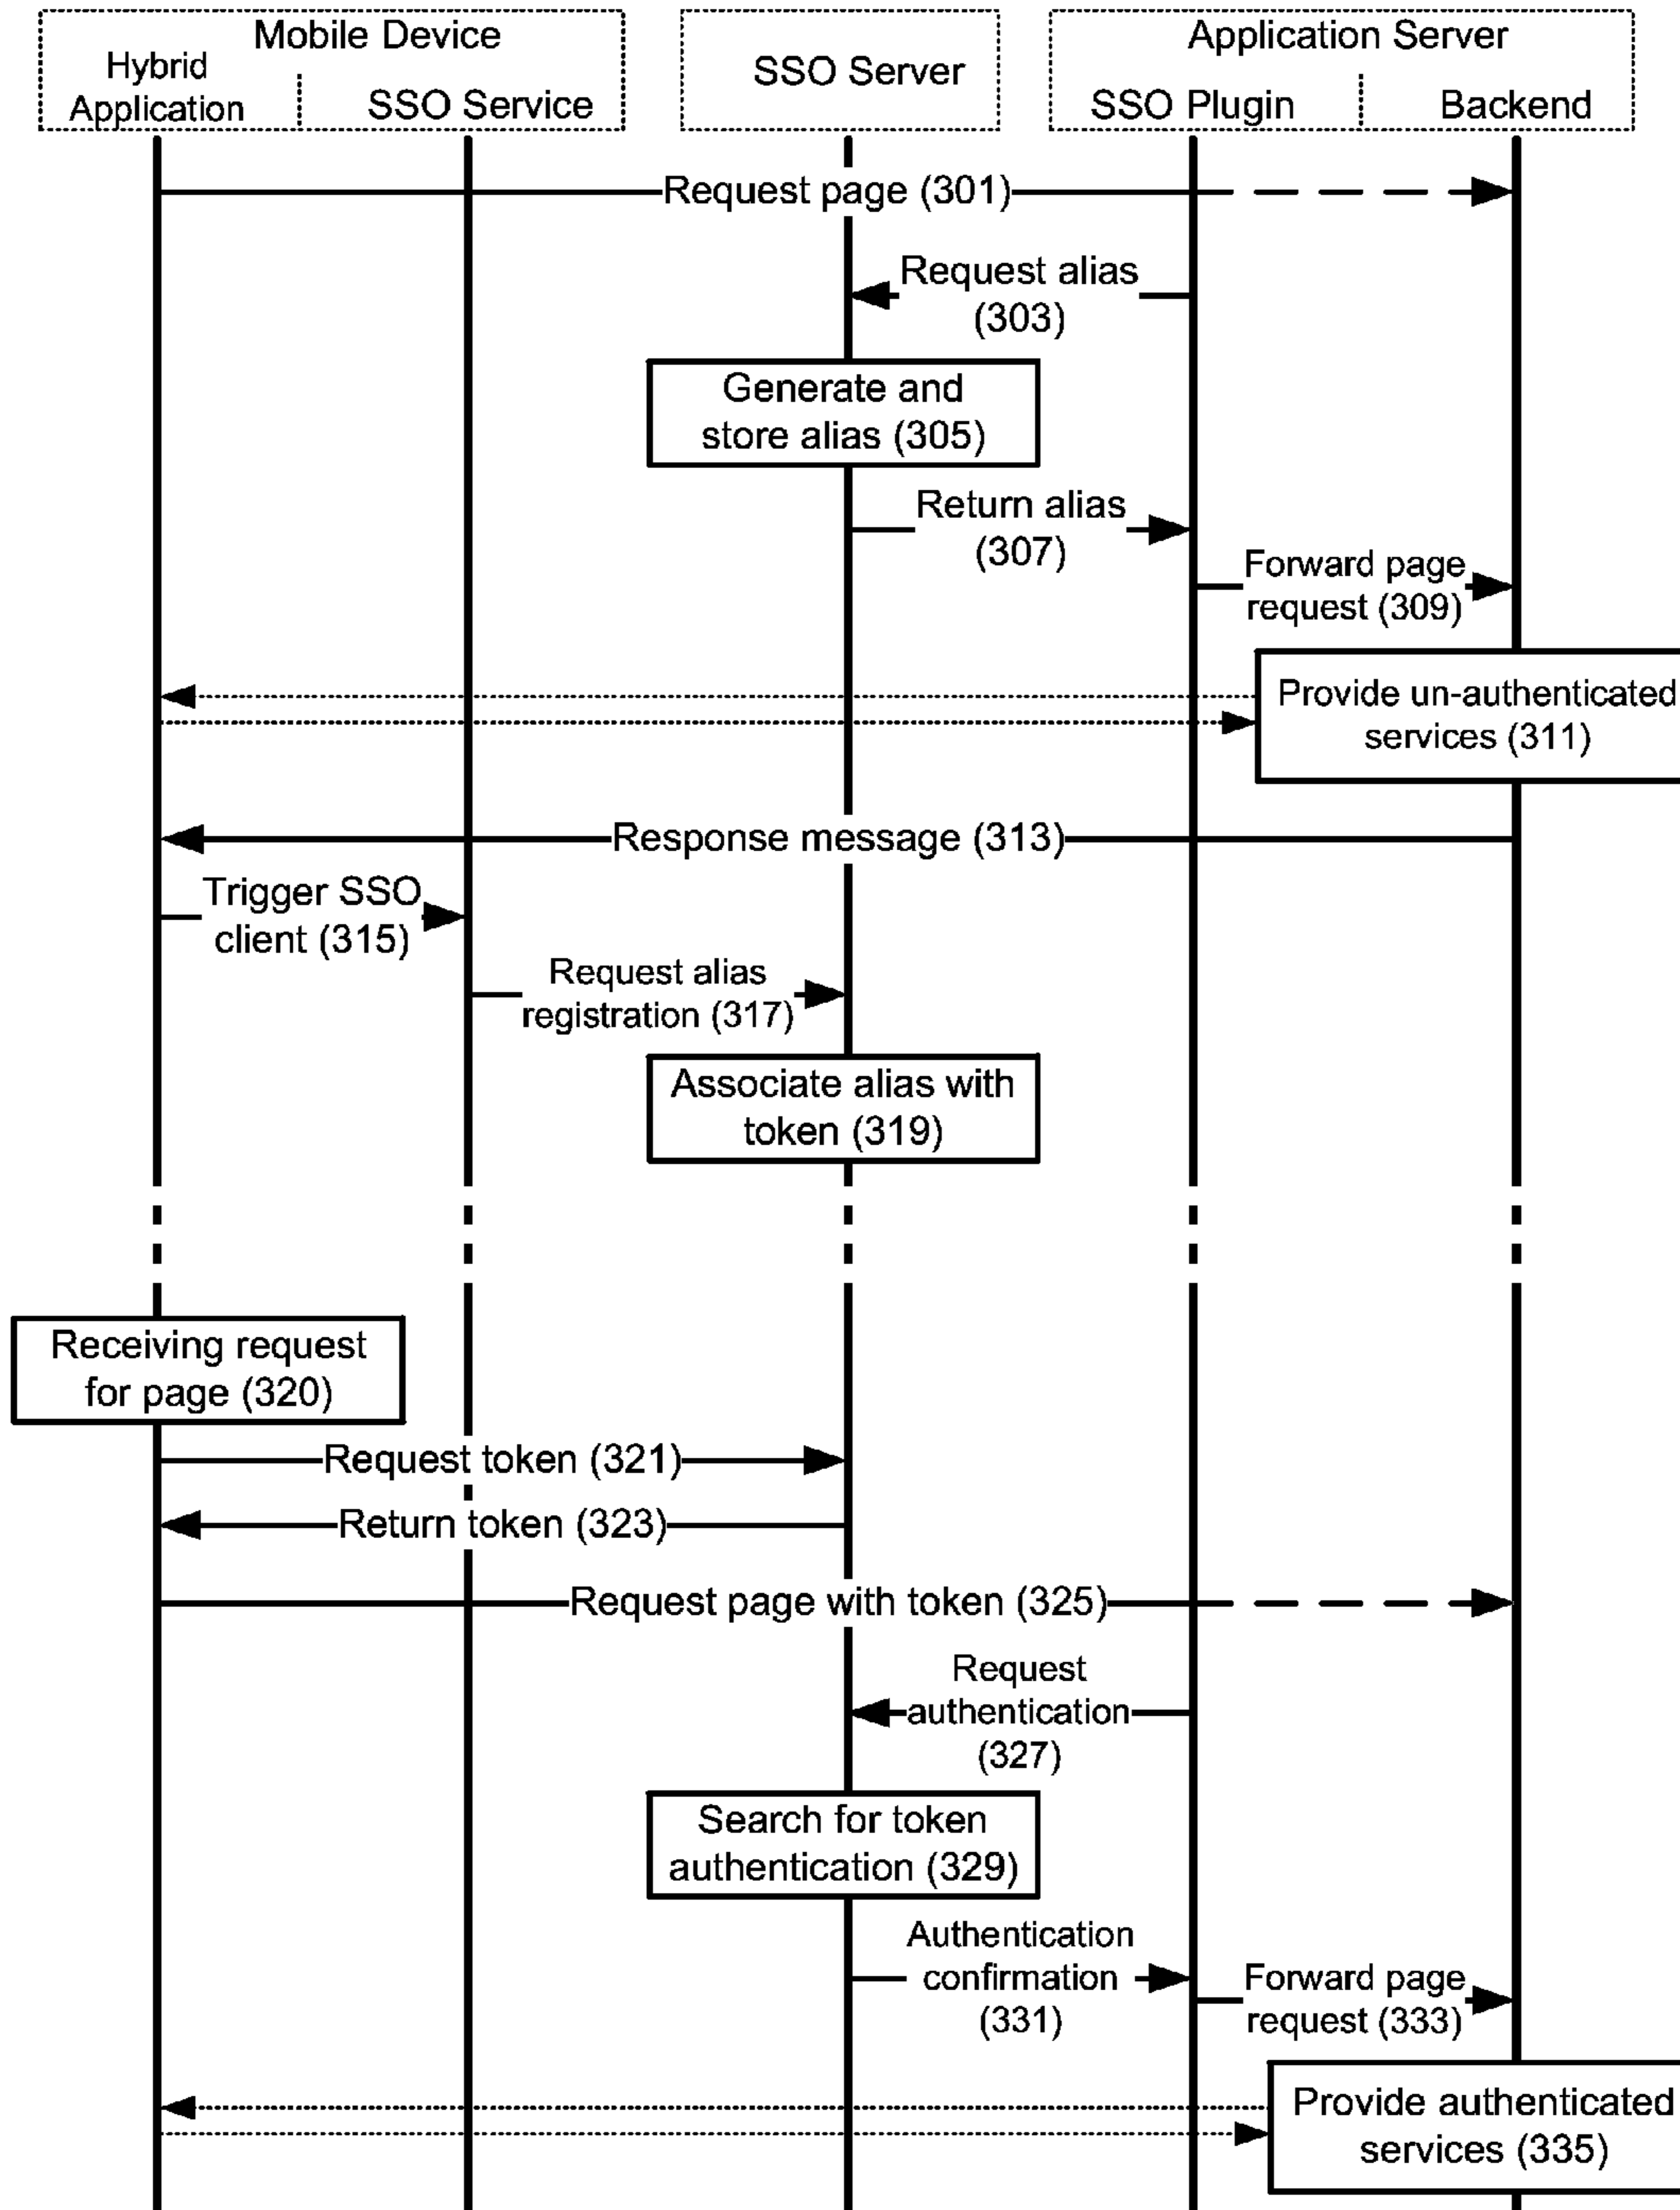 Mobile Device
Hybrid
Application
SSO Service
SSO Server
Application Server
SSO Plugin
Backend
Request page (301)
Request alias
(303)
Generate and
store alias (305)
Return alias
(307)
Forward page
request (309)
Provide un-authenticated
services (311)
Response message (313)
Trigger SSO
client (315)
Request alias
registration (317)
Associate alias with
token (319)
Receiving request
for page (320)
Request token (321)
Return token (323)
Request page with token (325)
Request
authentication
(327)
Search for token
authentication (329)
Authentication
confirmation
(331)
Forward page
request (333)
Provide authenticated
services (335)